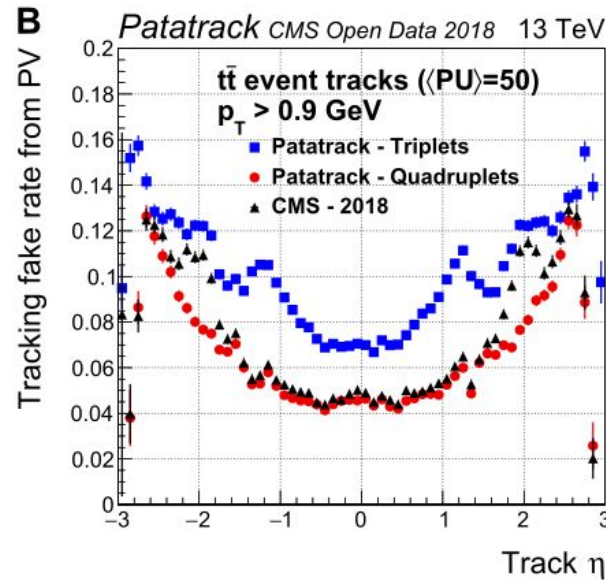 B
Patatrack CMS Open Data 2018 13 TeV
tt̄ event tracks (⟨PU⟩=50)
p_T > 0.9 GeV
Patatrack - Triplets
Patatrack - Quadruplets
CMS - 2018
Tracking fake rate from PV
0.2
0.18
0.16
0.14
0.12
0.1
0.08
0.06
0.04
0.02
0
−3 −2 −1 0 1 2 3
Track η